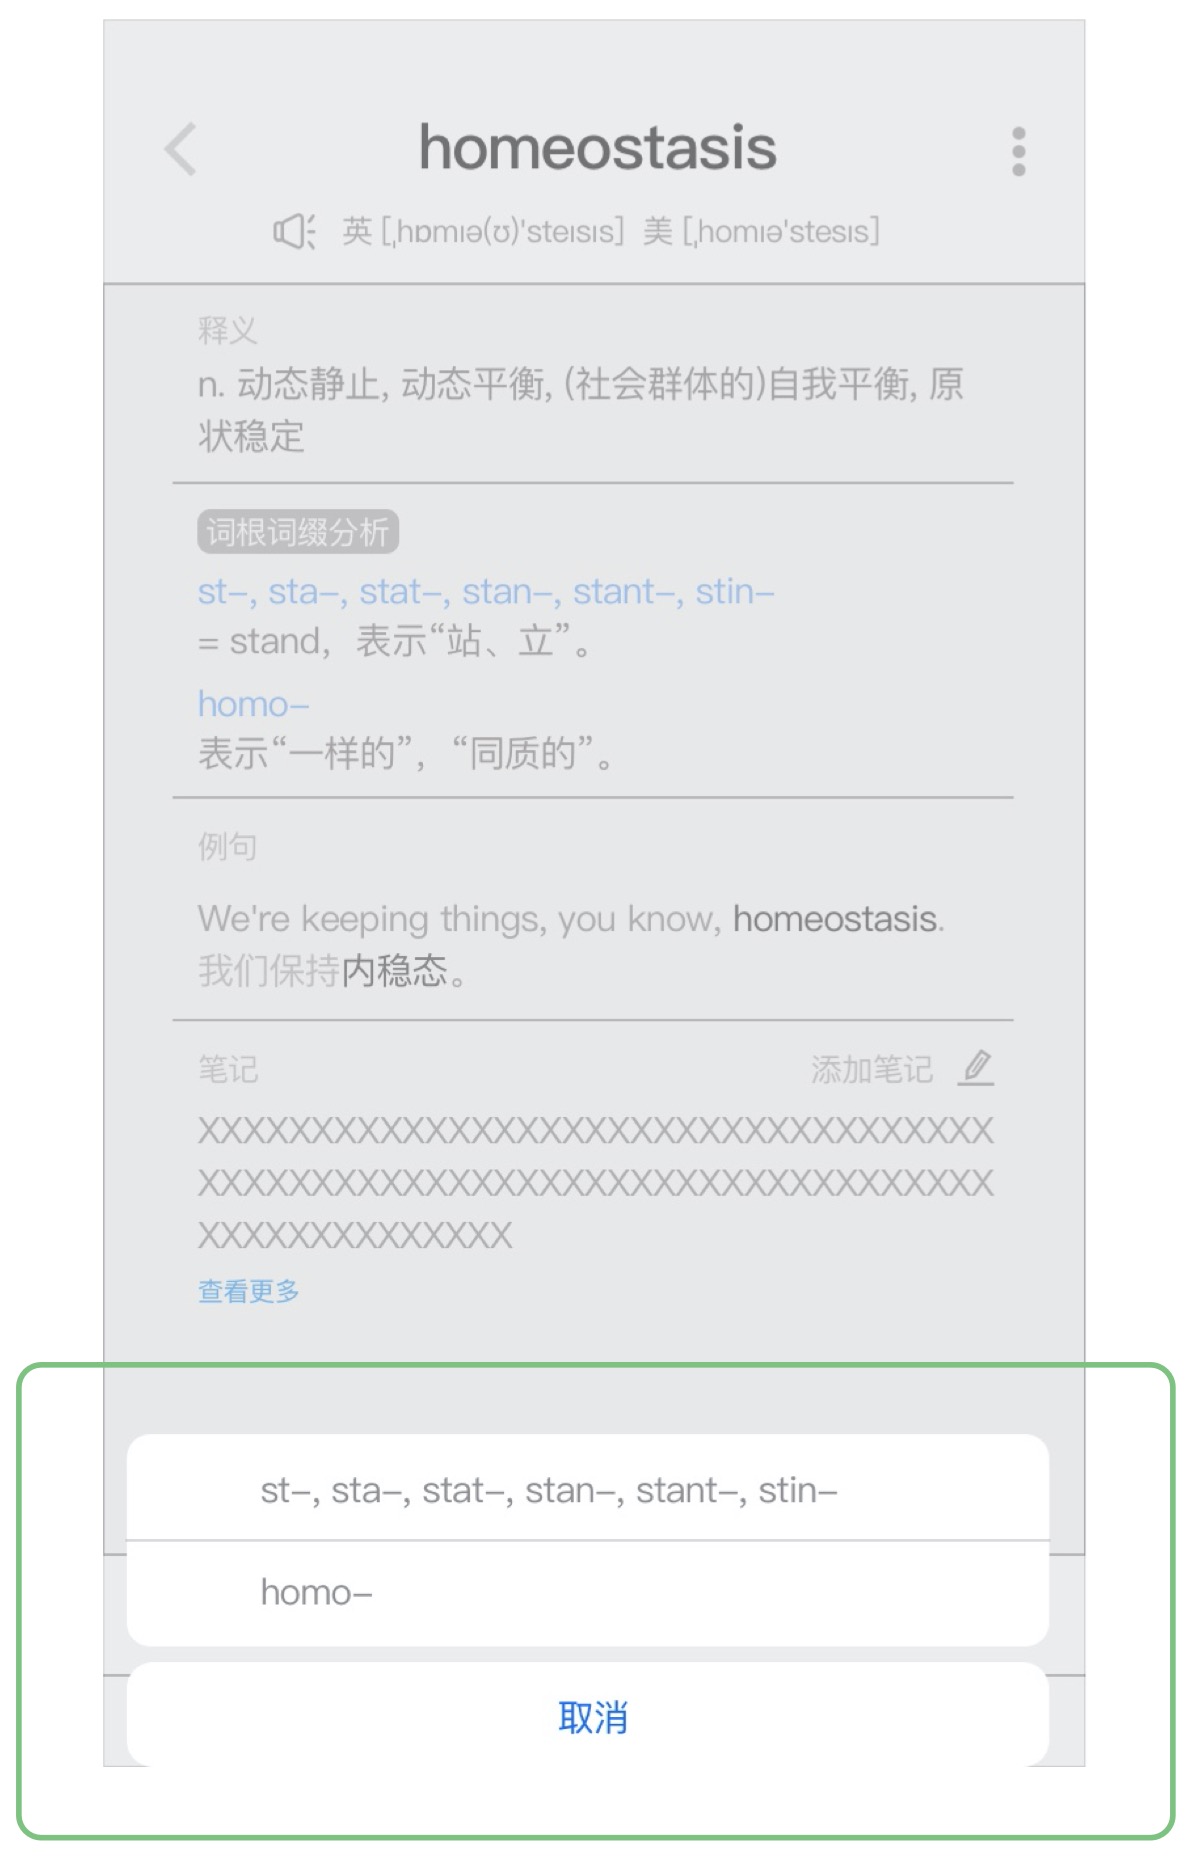 homeostasis
英 [ˌhɒmɪə(ʊ)'steɪsɪs] 美 [ˌhomɪə'stesɪs]
释义
n. 动态静止, 动态平衡, (社会群体的)自我平衡, 原
状稳定
词根词缀分析
st–, sta–, stat–, stan–, stant–, stin–
= stand，表示“站、立”。
homo–
表示“一样的”，“同质的”。
例句
We're keeping things, you know, homeostasis.
我们保持内稳态。
笔记 添加笔记
XXXXXXXXXXXXXXXXXXXXXXXXXXXXXXXXXXX
XXXXXXXXXXXXXXXXXXXXXXXXXXXXXXXXXXX
XXXXXXXXXXXXXX
查看更多
st–, sta–, stat–, stan–, stant–, stin–
homo–
取消